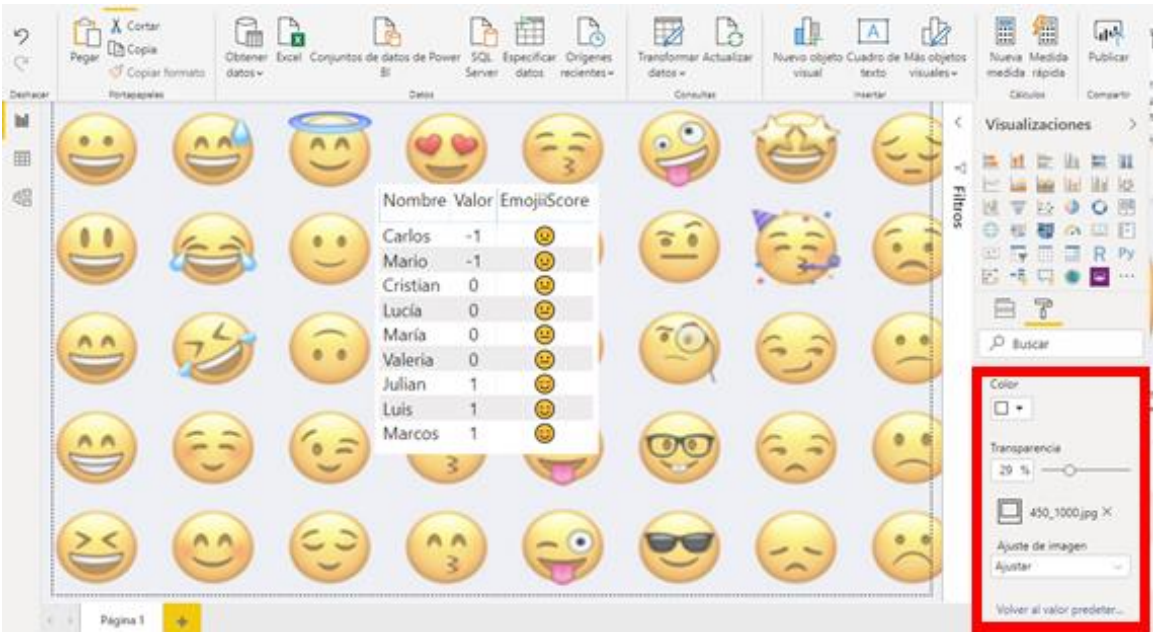 Cortar
Copia
Copiar formato
Pegar
Deshacer
Portapapeles
Obtener datos
Excel
Conjuntos de datos de Power BI
SQL Server
Especificar datos
Orígenes recientes
Datos
Transformar datos
Actualizar
Consultas
Nuevo objeto visual
Cuadro de texto
Más objetos visuales
Insertar
Nueva medida
Medida rápida
Cálculos
Publicar
Compartir
Filtros
Visualizaciones
R Py
Buscar
Nombre Valor EmojiiScore
Carlos -1
Mario -1
Cristian 0
Lucía 0
María 0
Valeria 0
Julian 1
Luis 1
Marcos 1
Color
Transparencia
29 %
450_1000.jpg
Ajuste de imagen
Ajustar
Volver al valor predeter...
Página 1